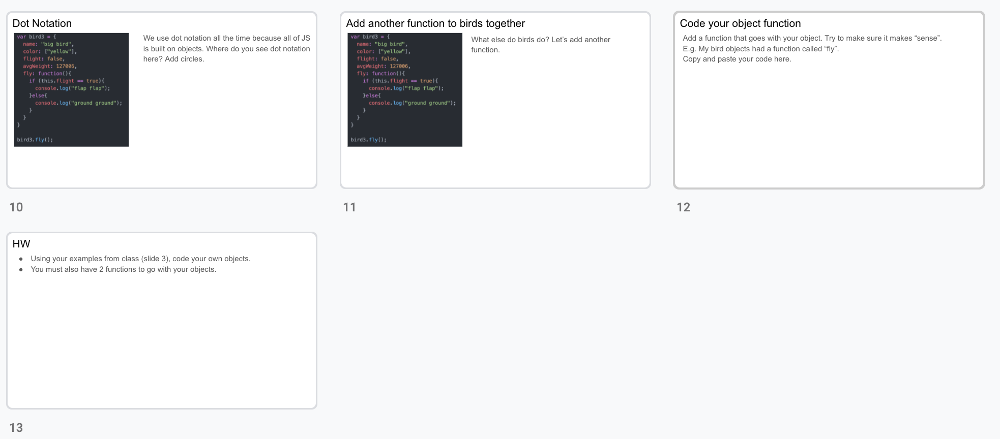 Dot Notation
var bird3 = {
name: "big bird",
color: ["yellow"],
flight: false,
avgWeight: 127006,
fly: function(){
if (this.flight == true){
console.log("flap flap");
}else{
console.log("ground ground");
}
}
}
bird3.fly();
We use dot notation all the time because all of JS
is built on objects. Where do you see dot notation
here? Add circles.
10
Add another function to birds together
var bird3 = {
name: "big bird",
color: ["yellow"],
flight: false,
avgWeight: 127006,
fly: function(){
if (this.flight == true){
console.log("flap flap");
}else{
console.log("ground ground");
}
}
}
bird3.fly();
What else do birds do? Let’s add another
function.
11
Code your object function
Add a function that goes with your object. Try to make sure it makes “sense”.
E.g. My bird objects had a function called “fly”.
Copy and paste your code here.
12
HW
● Using your examples from class (slide 3), code your own objects.
● You must also have 2 functions to go with your objects.
13